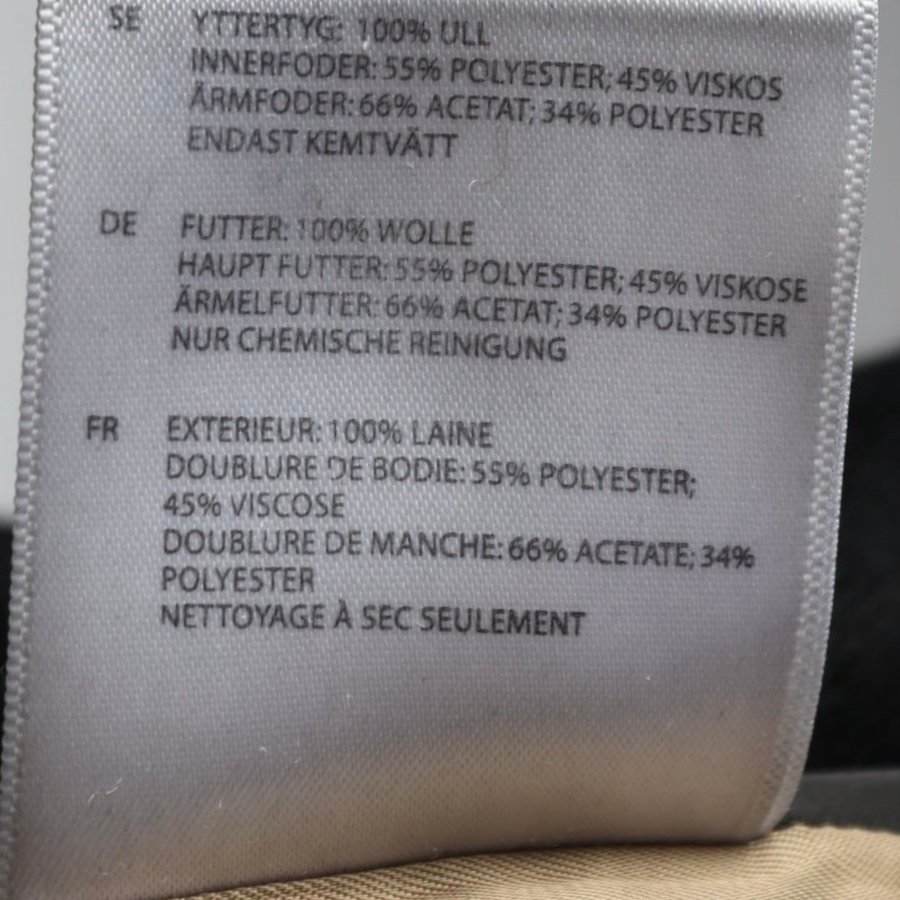 SE YTTERTYG: 100% ULL
INNERFODER: 55% POLYESTER; 45% VISKOS
ÄRMFODER: 66% ACETAT; 34% POLYESTER
ENDAST KEMTVÄTT
DE FUTTER: 100% WOLLE
HAUPT FUTTER: 55% POLYESTER; 45% VISKOSE
ÄRMELFUTTER: 66% ACETAT; 34% POLYESTER
NUR CHEMISCHE REINIGUNG
FR EXTERIEUR: 100% LAINE
DOUBLURE DE BODIE: 55% POLYESTER;
45% VISCOSE
DOUBLURE DE MANCHE: 66% ACETATE; 34%
POLYESTER
NETTOYAGE À SEC SEULEMENT